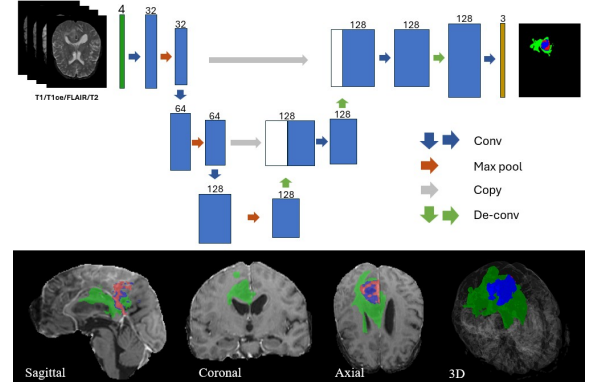 4
32
32
128
128
128
3
T1/T1ce/FLAIR/T2
64
64
128
128
128
128
Conv
Max pool
Copy
De-conv
Sagittal
Coronal
Axial
3D